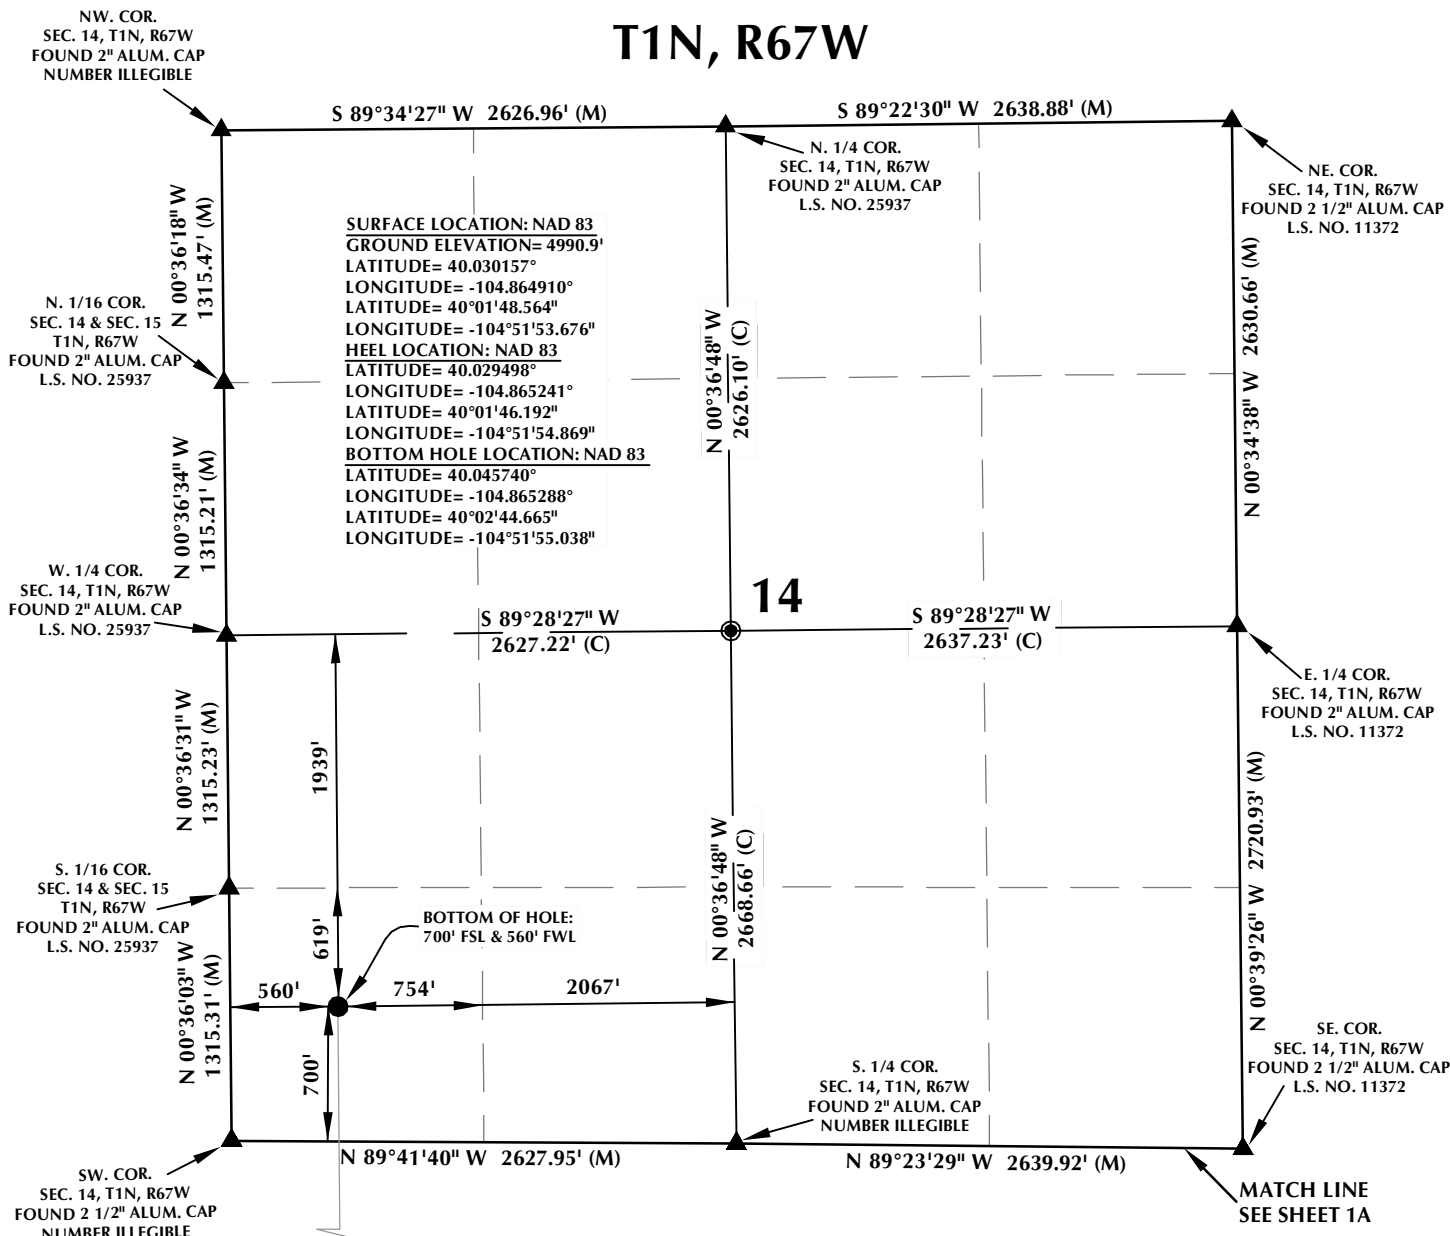 T1N, R67W
NW. COR.
SEC. 14, T1N, R67W
FOUND 2" ALUM. CAP
NUMBER ILLEGIBLE
S 89°34'27" W 2626.96' (M)
S 89°22'30" W 2638.88' (M)
N. 1/4 COR.
SEC. 14, T1N, R67W
FOUND 2" ALUM. CAP
L.S. NO. 25937
NE. COR.
SEC. 14, T1N, R67W
FOUND 2 1/2" ALUM. CAP
L.S. NO. 11372
N 00°36'18" W
1315.47' (M)
SURFACE LOCATION: NAD 83
GROUND ELEVATION= 4990.9'
LATITUDE= 40.030157°
LONGITUDE= -104.864910°
LATITUDE= 40°01'48.564"
LONGITUDE= -104°51'53.676"
HEEL LOCATION: NAD 83
LATITUDE= 40.029498°
LONGITUDE= -104.865241°
LATITUDE= 40°01'46.192"
LONGITUDE= -104°51'54.869"
BOTTOM HOLE LOCATION: NAD 83
LATITUDE= 40.045740°
LONGITUDE= -104.865288°
LATITUDE= 40°02'44.665"
LONGITUDE= -104°51'55.038"
N. 1/16 COR.
SEC. 14 & SEC. 15
T1N, R67W
FOUND 2" ALUM. CAP
L.S. NO. 25937
N 00°36'48" W
2626.10' (C)
N 00°34'38" W 2630.66' (M)
N 00°36'34" W
1315.21' (M)
W. 1/4 COR.
SEC. 14, T1N, R67W
FOUND 2" ALUM. CAP
L.S. NO. 25937
14
S 89°28'27" W
2627.22' (C)
S 89°28'27" W
2637.23' (C)
E. 1/4 COR.
SEC. 14, T1N, R67W
FOUND 2" ALUM. CAP
L.S. NO. 11372
N 00°36'31" W
1315.23' (M)
1939'
N 00°36'48" W
2668.66' (C)
N 00°39'26" W 2720.93' (M)
S. 1/16 COR.
SEC. 14 & SEC. 15
T1N, R67W
FOUND 2" ALUM. CAP
L.S. NO. 25937
619'
BOTTOM OF HOLE:
700' FSL & 560' FWL
560'
754'
2067'
N 00°36'03" W
1315.31' (M)
700'
S. 1/4 COR.
SEC. 14, T1N, R67W
FOUND 2" ALUM. CAP
NUMBER ILLEGIBLE
SE. COR.
SEC. 14, T1N, R67W
FOUND 2 1/2" ALUM. CAP
L.S. NO. 11372
N 89°41'40" W 2627.95' (M)
N 89°23'29" W 2639.92' (M)
SW. COR.
SEC. 14, T1N, R67W
FOUND 2 1/2" ALUM. CAP
NUMBER ILLEGIBLE
MATCH LINE
SEE SHEET 1A